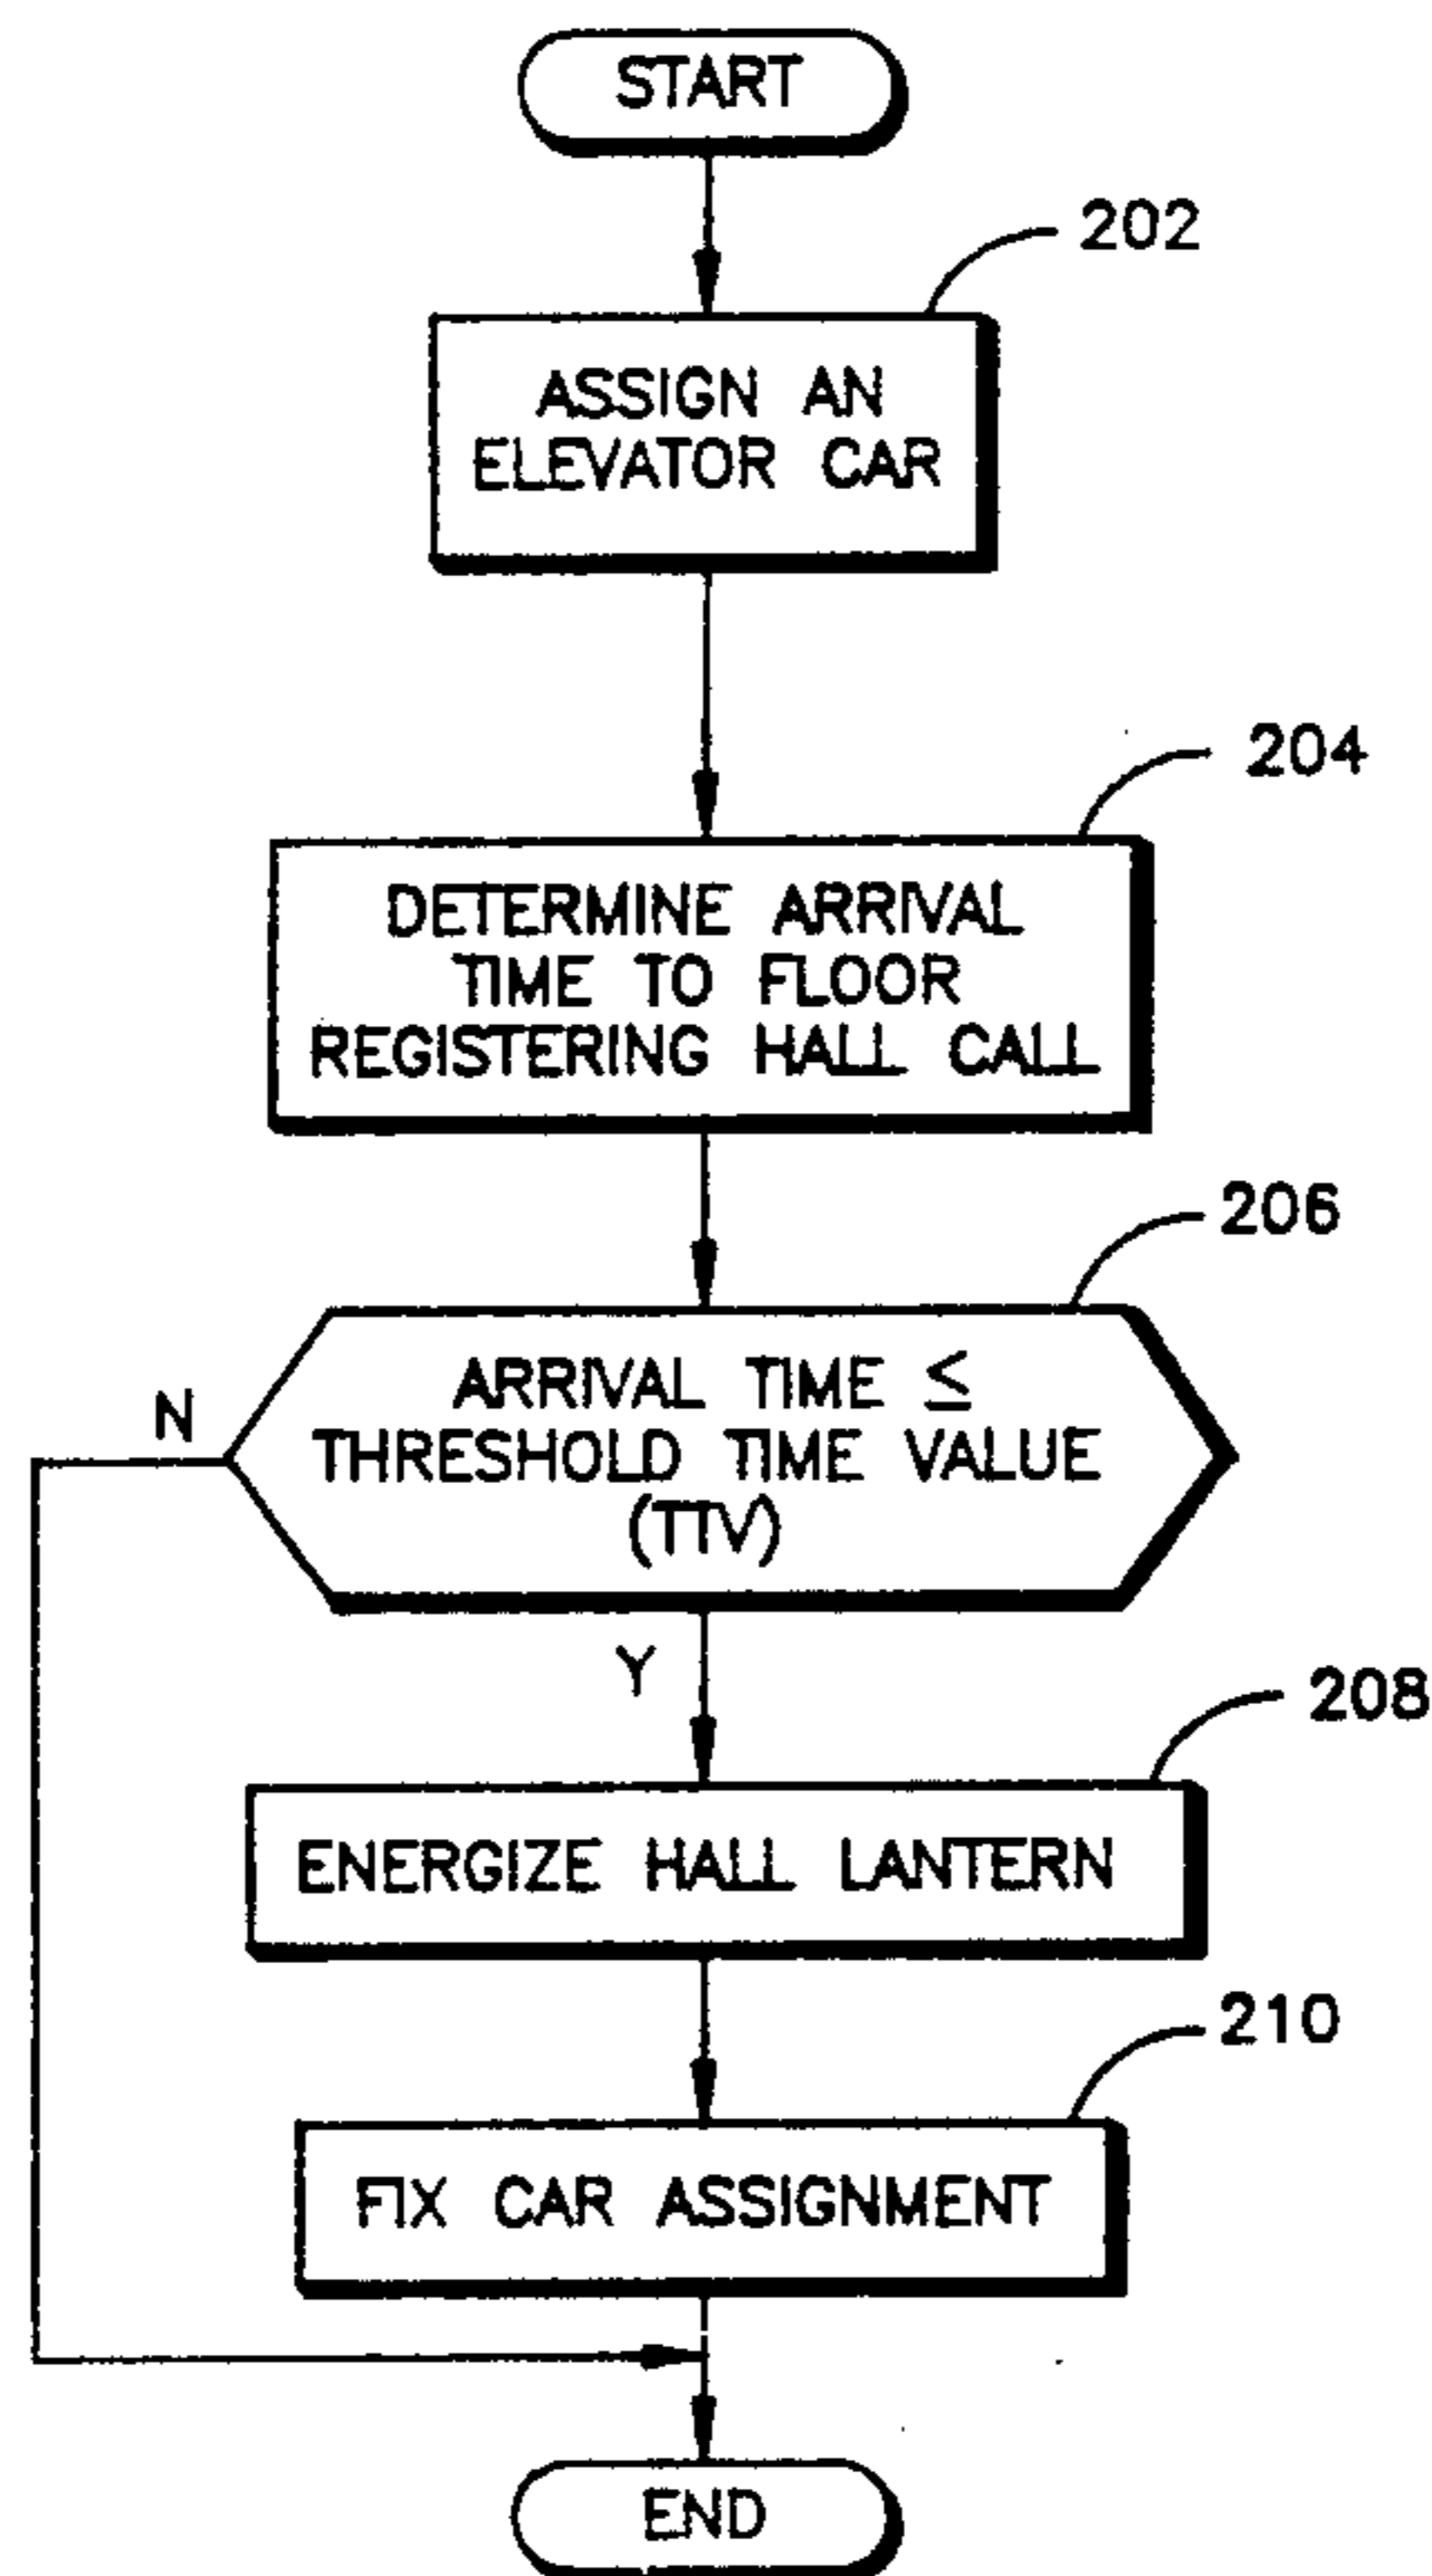 START
202
ASSIGN AN
ELEVATOR CAR
204
DETERMINE ARRIVAL
TIME TO FLOOR
REGISTERING HALL CALL
206
ARRIVAL TIME ≤
THRESHOLD TIME VALUE
(TTV)
N
Y
208
ENERGIZE HALL LANTERN
210
FIX CAR ASSIGNMENT
END